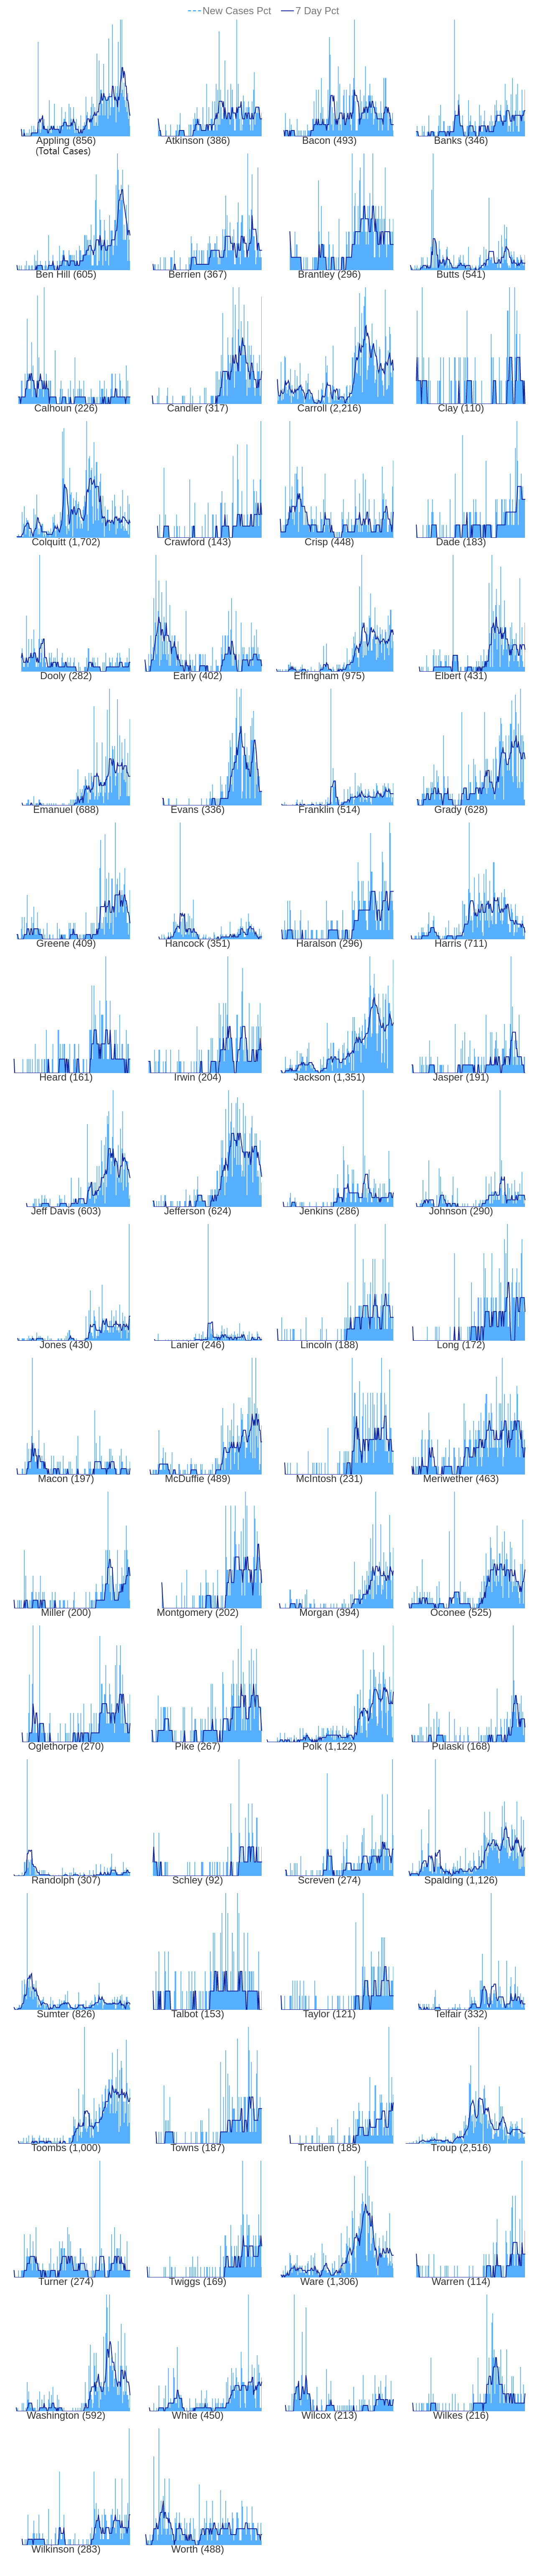 New Cases Pct 7 Day Pct
Appling (856) Atkinson (386) Bacon (493) Banks (346)
(Total Cases)
Ben Hill (605) Berrien (367) Brantley (296) Butts (541)
Calhoun (226) Candler (317) Carroll (2,216) Clay (110)
Colquitt (1,702) Crawford (143) Crisp (448) Dade (183)
Dooly (282) Early (402) Effingham (975) Elbert (431)
Emanuel (688) Evans (336) Franklin (514) Grady (628)
Greene (409) Hancock (351) Haralson (296) Harris (711)
Heard (161) Irwin (204) Jackson (1,351) Jasper (191)
Jeff Davis (603) Jefferson (624) Jenkins (286) Johnson (290)
Jones (430) Lanier (246) Lincoln (188) Long (172)
Macon (197) McDuffie (489) McIntosh (231) Meriwether (463)
Miller (200) Montgomery (202) Morgan (394) Oconee (525)
Oglethorpe (270) Pike (267) Polk (1,122) Pulaski (168)
Randolph (307) Schley (92) Screven (274) Spalding (1,126)
Sumter (826) Talbot (153) Taylor (121) Telfair (332)
Toombs (1,000) Towns (187) Treutlen (185) Troup (2,516)
Turner (274) Twiggs (169) Ware (1,306) Warren (114)
Washington (592) White (450) Wilcox (213) Wilkes (216)
Wilkinson (283) Worth (488)